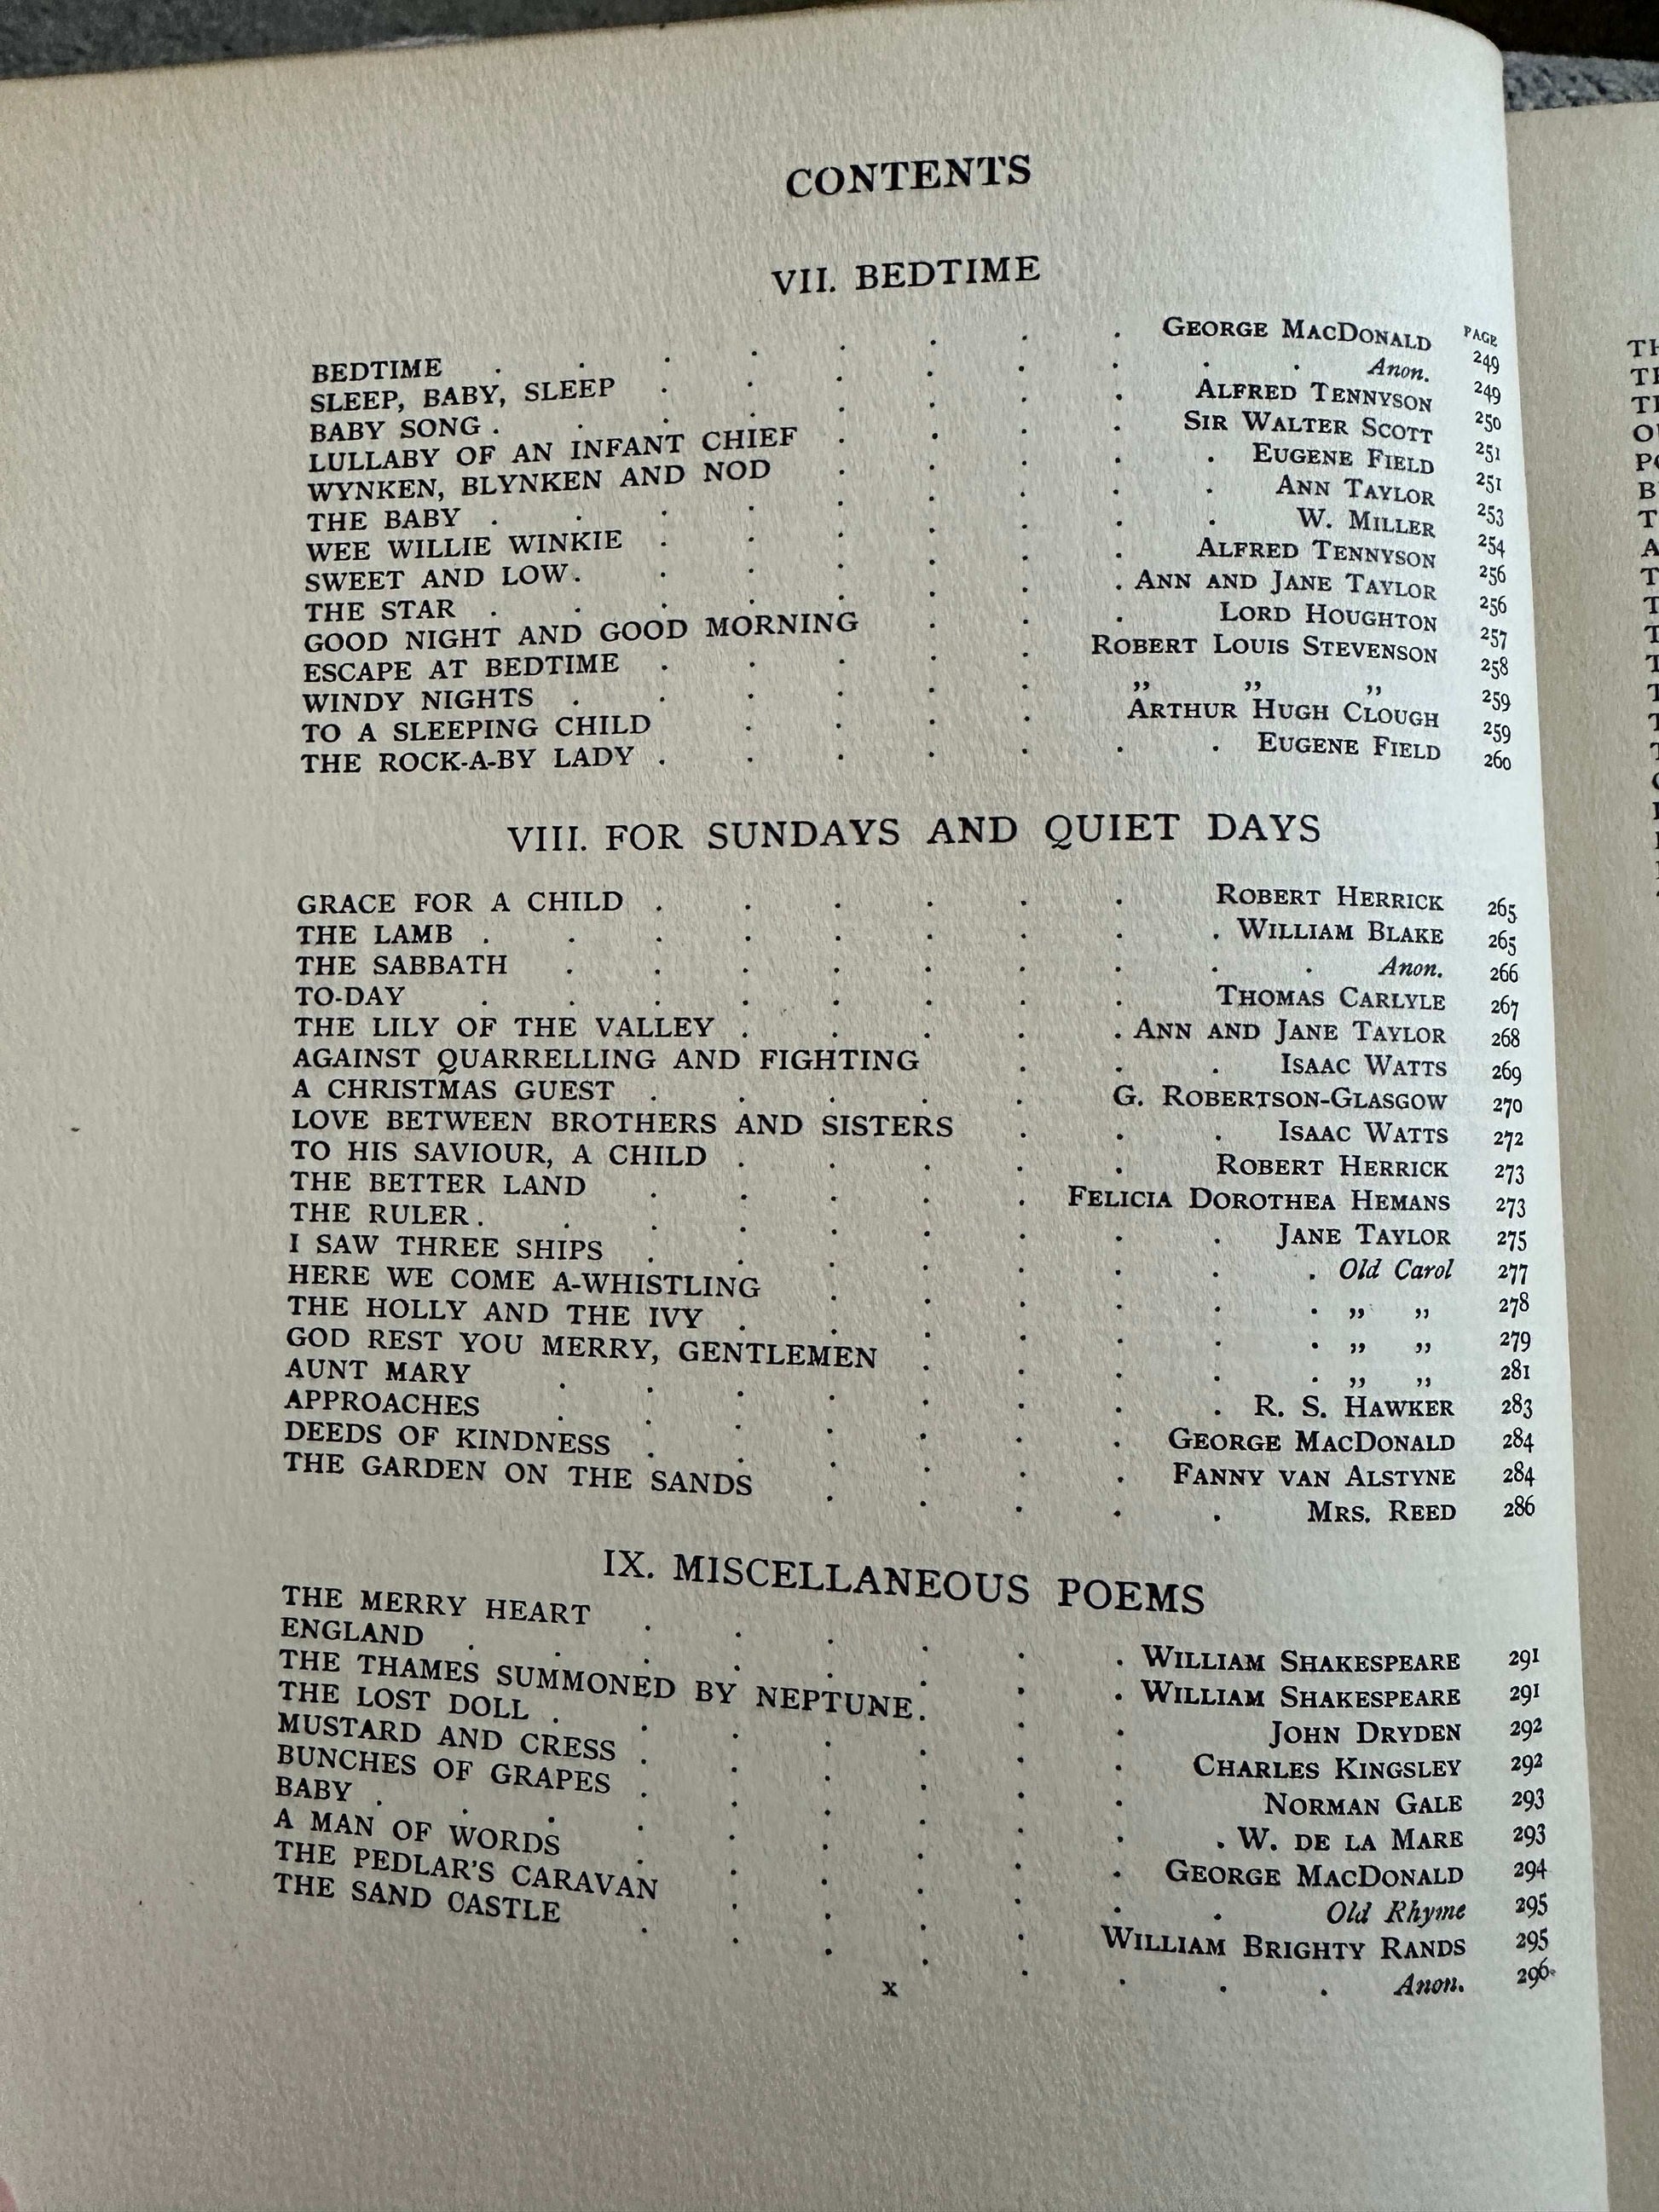 CONTENTS
VII. BEDTIME
PAGE
BEDTIME . . . . . . . . GEORGE MACDONALD 249
SLEEP, BABY, SLEEP . . . . . . . . Anon. 249
BABY SONG . . . . . . . ALFRED TENNYSON 250
LULLABY OF AN INFANT CHIEF . . . . SIR WALTER SCOTT 251
WYNKEN, BLYNKEN AND NOD . . . . . EUGENE FIELD 251
THE BABY . . . . . . . . . ANN TAYLOR 253
WEE WILLIE WINKIE . . . . . . . W. MILLER 254
SWEET AND LOW . . . . . . . ALFRED TENNYSON 256
THE STAR . . . . . . . . ANN AND JANE TAYLOR 256
GOOD NIGHT AND GOOD MORNING . . . LORD HOUGHTON 257
ESCAPE AT BEDTIME . . . . . ROBERT LOUIS STEVENSON 258
WINDY NIGHTS . . . . . . „ „ „ 259
TO A SLEEPING CHILD . . . . ARTHUR HUGH CLOUGH 259
THE ROCK-A-BY LADY . . . . . . . EUGENE FIELD 260
VIII. FOR SUNDAYS AND QUIET DAYS
GRACE FOR A CHILD . . . . . . ROBERT HERRICK 265
THE LAMB . . . . . . . . . WILLIAM BLAKE 265
THE SABBATH . . . . . . . . . Anon. 266
TO-DAY . . . . . . . . THOMAS CARLYLE 267
THE LILY OF THE VALLEY . . . . . ANN AND JANE TAYLOR 268
AGAINST QUARRELLING AND FIGHTING . . . ISAAC WATTS 269
A CHRISTMAS GUEST . . . . . G. ROBERTSON-GLASGOW 270
LOVE BETWEEN BROTHERS AND SISTERS . . . ISAAC WATTS 272
TO HIS SAVIOUR, A CHILD . . . . . ROBERT HERRICK 273
THE BETTER LAND . . . . . FELICIA DOROTHEA HEMANS 273
THE RULER . . . . . . . . . JANE TAYLOR 275
I SAW THREE SHIPS . . . . . . . . Old Carol 277
HERE WE COME A-WHISTLING . . . . . . „ „ 278
THE HOLLY AND THE IVY . . . . . . . „ „ 279
GOD REST YOU MERRY, GENTLEMEN . . . . . „ „ 281
AUNT MARY . . . . . . . . R. S. HAWKER 283
APPROACHES . . . . . . . GEORGE MACDONALD 284
DEEDS OF KINDNESS . . . . . . FANNY VAN ALSTYNE 284
THE GARDEN ON THE SANDS . . . . . MRS. REED 286
IX. MISCELLANEOUS POEMS
THE MERRY HEART . . . . . . WILLIAM SHAKESPEARE 291
ENGLAND . . . . . . . . WILLIAM SHAKESPEARE 291
THE THAMES SUMMONED BY NEPTUNE . . . JOHN DRYDEN 292
THE LOST DOLL . . . . . . . CHARLES KINGSLEY 292
MUSTARD AND CRESS . . . . . . NORMAN GALE 293
BUNCHES OF GRAPES . . . . . . . W. DE LA MARE 293
BABY . . . . . . . . . GEORGE MACDONALD 294
A MAN OF WORDS . . . . . . . Old Rhyme 295
THE PEDLAR'S CARAVAN . . . . . WILLIAM BRIGHTY RANDS 295
THE SAND CASTLE . . . . . . . Anon. 296
x